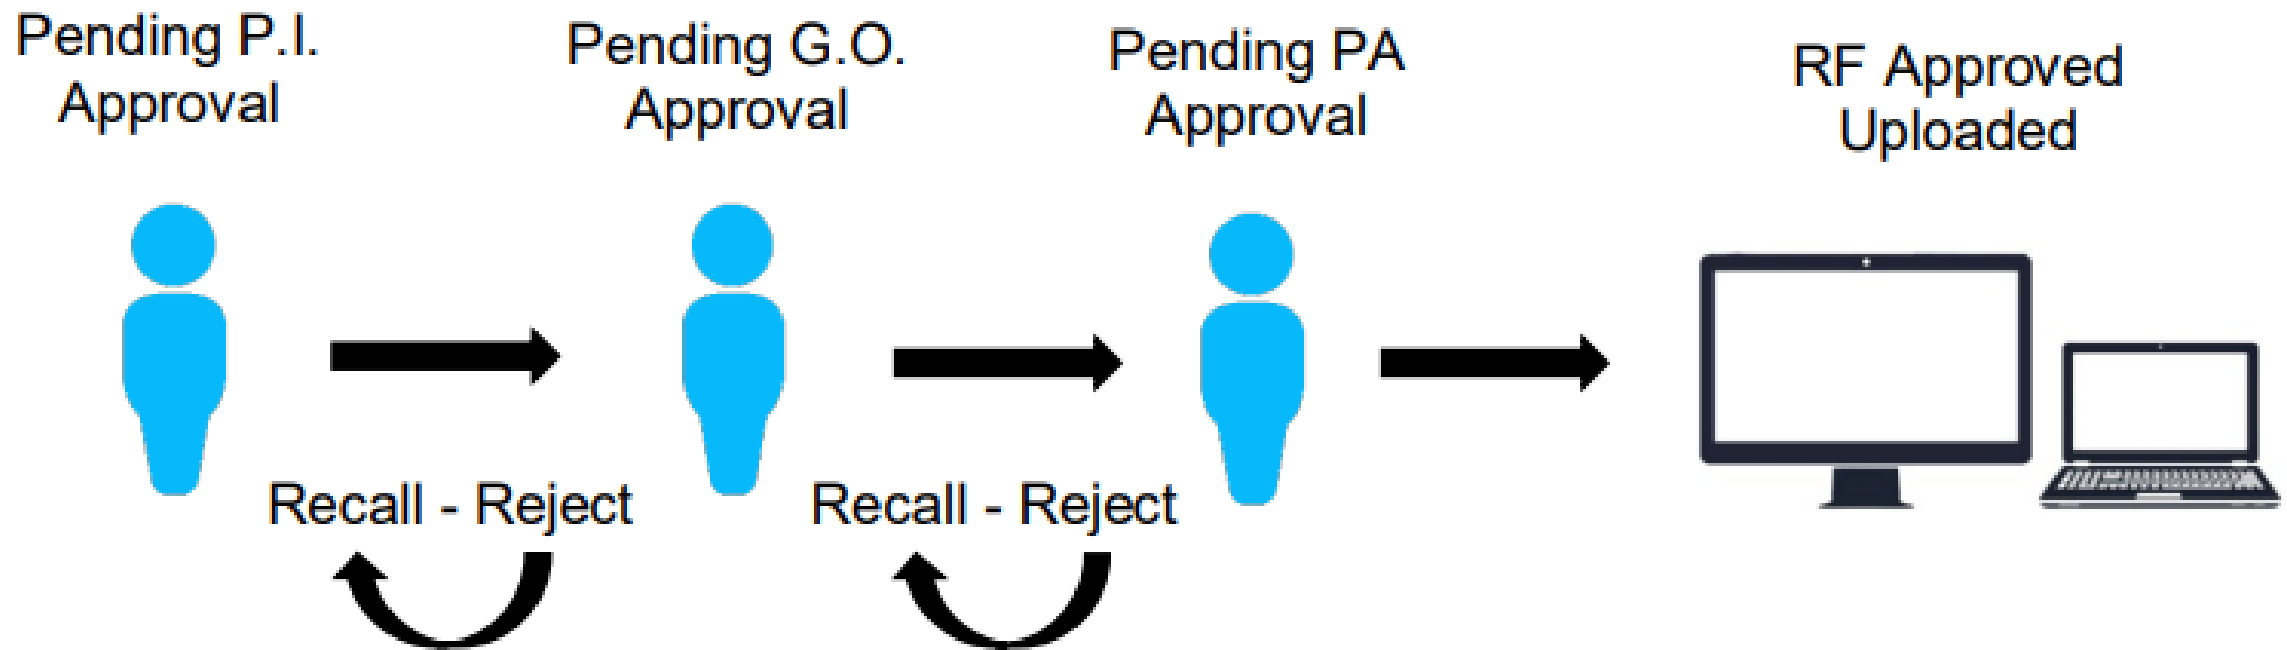 Pending P.I.
Approval
Pending G.O.
Approval
Pending PA
Approval
RF Approved
Uploaded
Recall - Reject
Recall - Reject